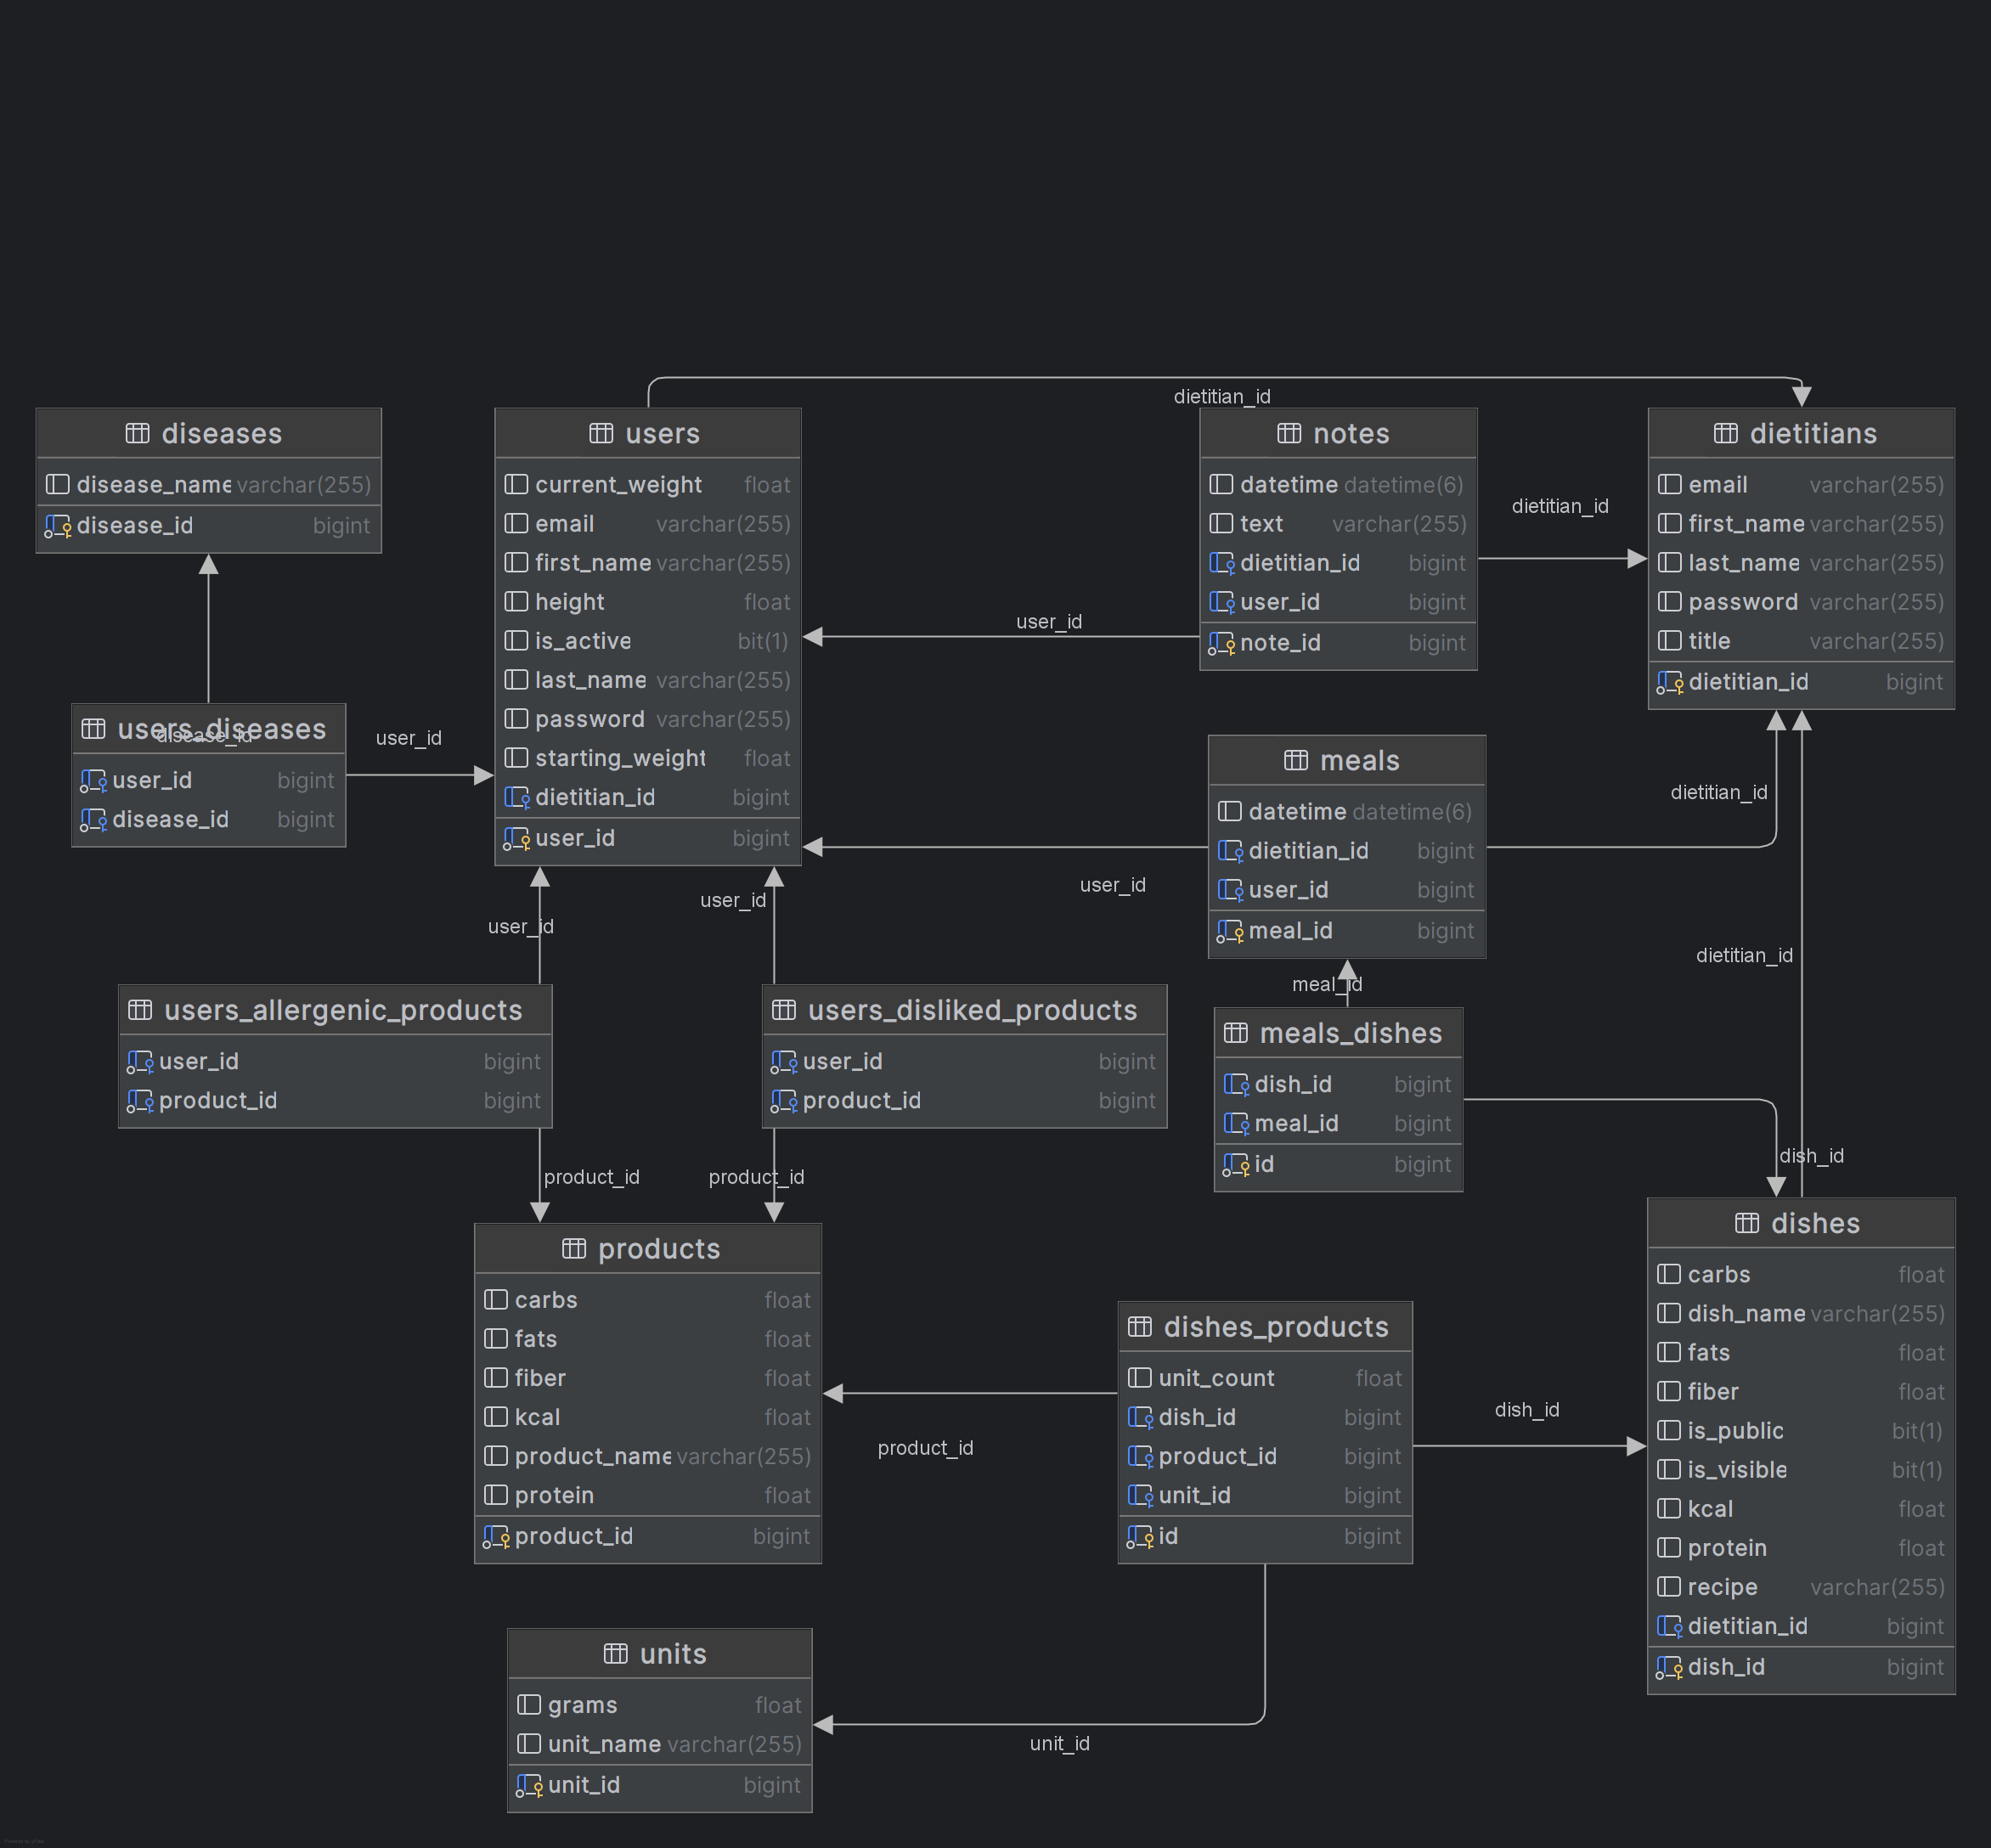 dietitian_id
diseases
disease_name varchar(255)
disease_id bigint
users
current_weight float
email varchar(255)
first_name varchar(255)
height float
is_active bit(1)
last_name varchar(255)
password varchar(255)
starting_weight float
dietitian_id bigint
user_id bigint
notes
datetime datetime(6)
text varchar(255)
dietitian_id bigint
user_id bigint
note_id bigint
dietitian_id
user_id
dietitians
email varchar(255)
first_name varchar(255)
last_name varchar(255)
password varchar(255)
title varchar(255)
dietitian_id bigint
users_diseases
disease_id
user_id bigint
disease_id bigint
user_id
meals
datetime datetime(6)
dietitian_id bigint
user_id bigint
meal_id bigint
dietitian_id
user_id
user_id
user_id
dietitian_id
meal_id
users_allergenic_products
user_id bigint
product_id bigint
users_disliked_products
user_id bigint
product_id bigint
meals_dishes
dish_id bigint
meal_id bigint
id bigint
dish_id
product_id
product_id
products
carbs float
fats float
fiber float
kcal float
product_name varchar(255)
protein float
product_id bigint
dishes_products
unit_count float
dish_id bigint
product_id bigint
unit_id bigint
id bigint
product_id
dish_id
dishes
carbs float
dish_name varchar(255)
fats float
fiber float
is_public bit(1)
is_visible bit(1)
kcal float
protein float
recipe varchar(255)
dietitian_id bigint
dish_id bigint
units
grams float
unit_name varchar(255)
unit_id bigint
unit_id